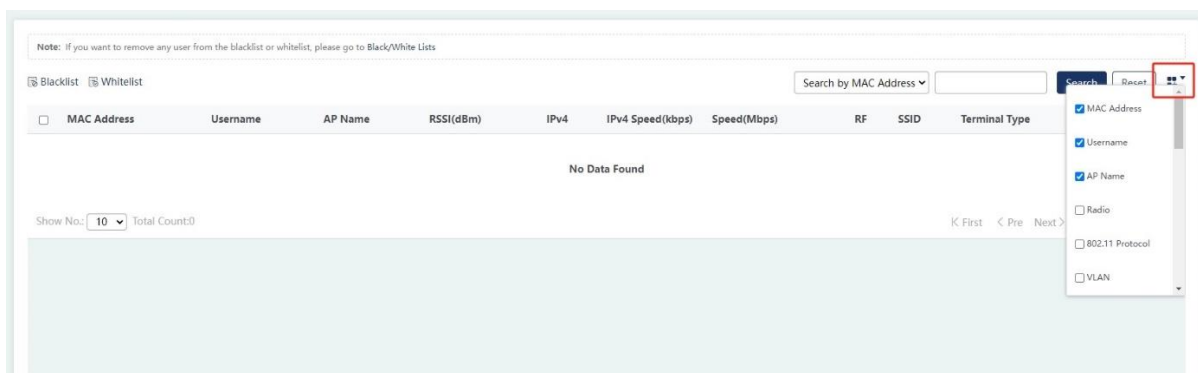 Note: If you want to remove any user from the blacklist or whitelist, please go to Black/White Lists
Blacklist Whitelist Search by MAC Address Search Reset
MAC Address Username AP Name RSSI(dBm) IPv4 IPv4 Speed(kbps) Speed(Mbps) RF SSID Terminal Type
No Data Found
Show No.: 10 Total Count:0 First Pre Next
MAC Address
Username
AP Name
Radio
802.11 Protocol
VLAN